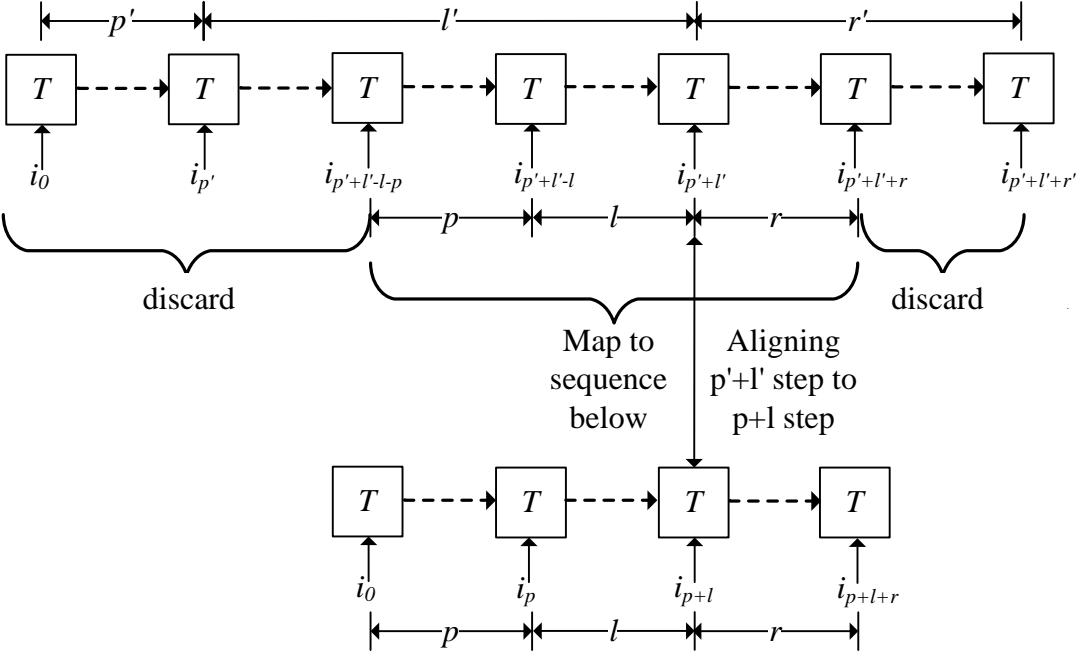 p' l' r'
T T T T T T T
i0 ip' ip'+l'-l-p ip'+l'-l ip'+l' ip'+l'+r ip'+l'+r'
p l r
discard discard
Map to
sequence
below
Aligning
p'+l' step to
p+l step
T T T T
i0 ip ip+l ip+l+r
p l r